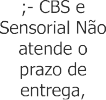 ;- CBS e
Sensorial Não
atende o
prazo de
entrega,